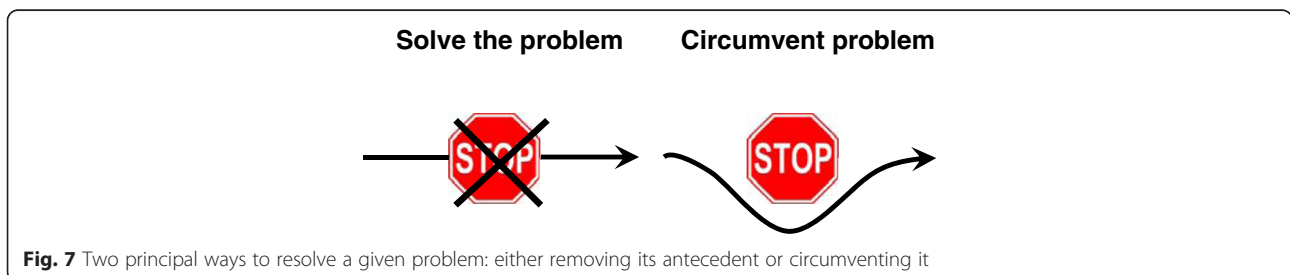 Solve the problem
Circumvent problem
STOP
STOP
Fig. 7 Two principal ways to resolve a given problem: either removing its antecedent or circumventing it